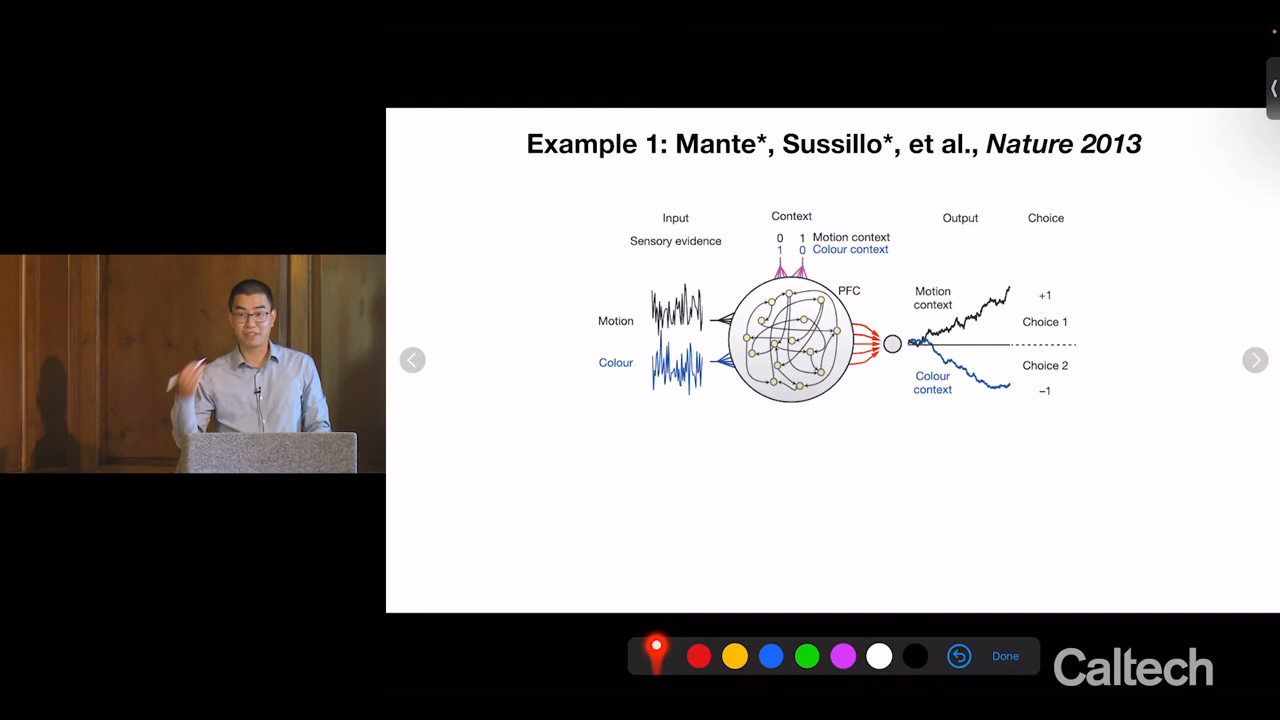 Example 1: Mante*, Sussillo*, et al., Nature 2013
Input
Context
Output
Choice
Sensory evidence
0 1 Motion context
1 0 Colour context
PFC
Motion
Colour
Motion
context
Colour
context
+1
Choice 1
Choice 2
−1
Done
Caltech